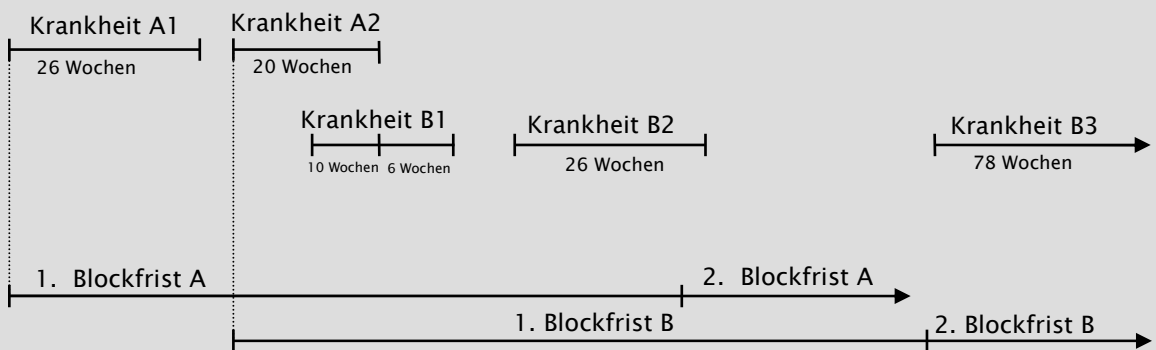 Krankheit A1
Krankheit A2
26 Wochen
20 Wochen
Krankheit B1
Krankheit B2
Krankheit B3
10 Wochen
6 Wochen
26 Wochen
78 Wochen
1. Blockfrist A
2. Blockfrist A
1. Blockfrist B
2. Blockfrist B